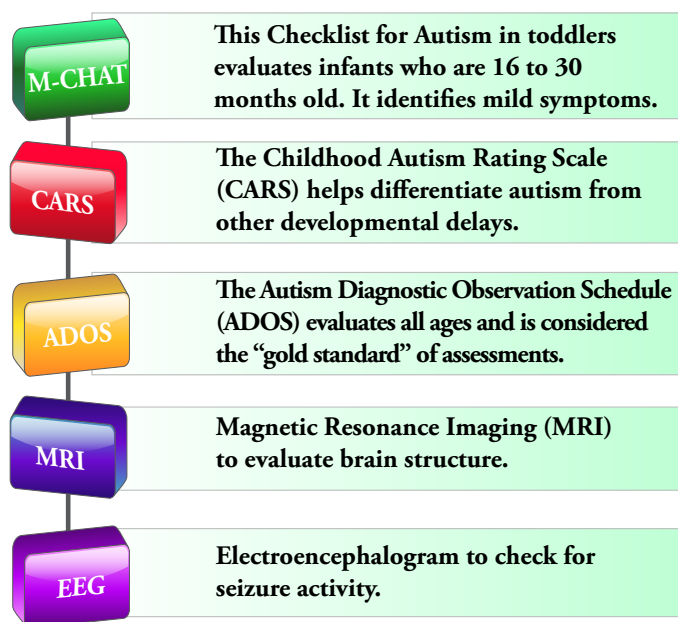 M-CHAT
This Checklist for Autism in toddlers
evaluates infants who are 16 to 30
months old. It identifies mild symptoms.
CARS
The Childhood Autism Rating Scale
(CARS) helps differentiate autism from
other developmental delays.
ADOS
The Autism Diagnostic Observation Schedule
(ADOS) evaluates all ages and is considered
the “gold standard” of assessments.
MRI
Magnetic Resonance Imaging (MRI)
to evaluate brain structure.
EEG
Electroencephalogram to check for
seizure activity.